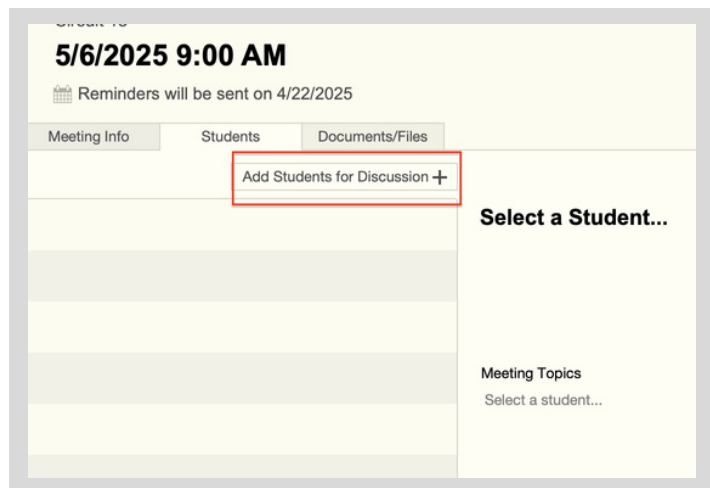 5/6/2025 9:00 AM
Reminders will be sent on 4/22/2025
Meeting Info Students Documents/Files
Add Students for Discussion +
Select a Student...
Meeting Topics
Select a student...